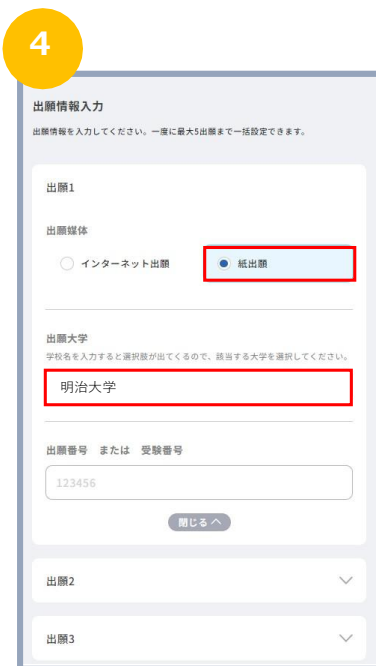 4
出願情報入力
出願情報を入力してください。一度に最大5出願まで一括設定できます。
出願1
出願媒体
インターネット出願 紙出願
出願大学
学校名を入力すると選択肢が出てくるので、該当する大学を選択してください。
明治大学
出願番号 または 受験番号
123456
閉じる
出願2
出願3